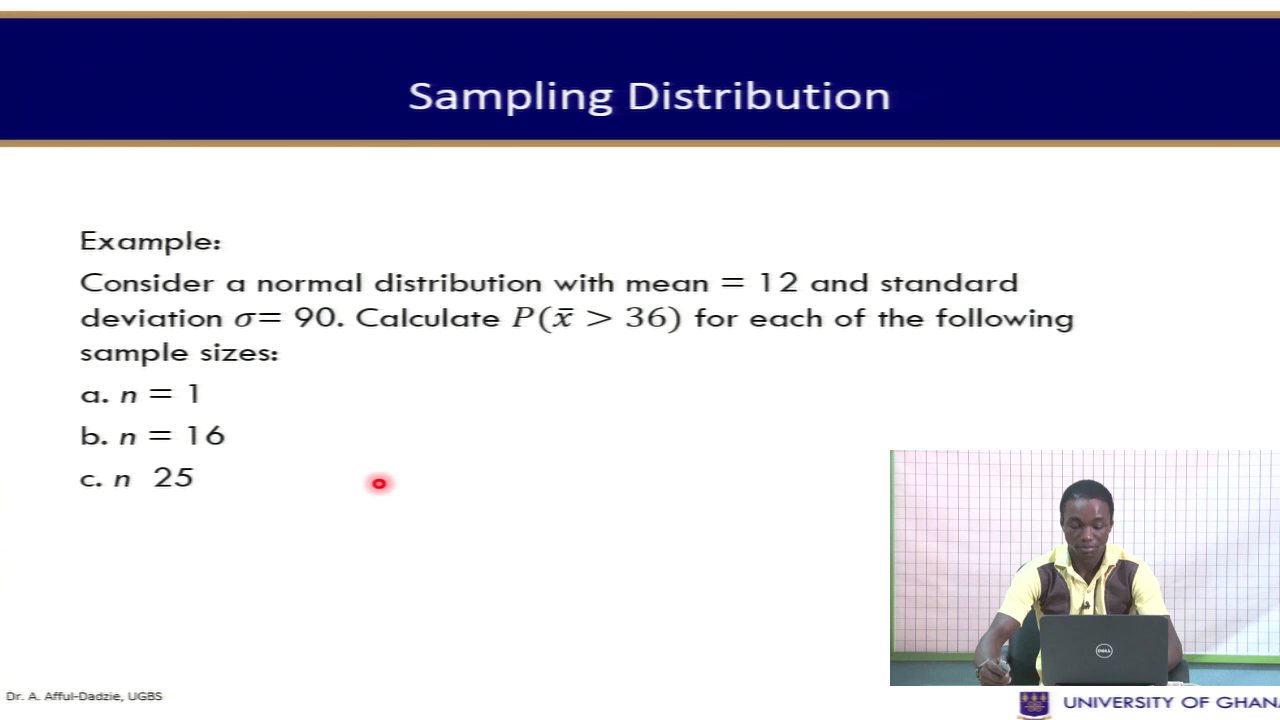 Sampling Distribution
Example:
Consider a normal distribution with mean = 12 and standard
deviation σ= 90. Calculate P(x̄ > 36) for each of the following
sample sizes:
a. n = 1
b. n = 16
c. n 25
DELL
Dr. A. Afful-Dadzie, UGBS
UNIVERSITY OF GHAN